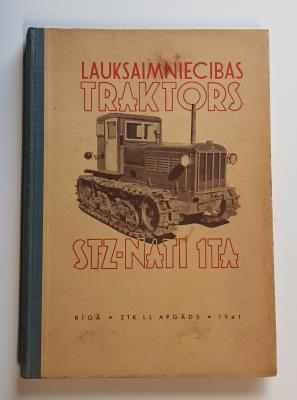 LAUKSAIMNIECIBAS
TRAKTORS
STZ-NATI 1TA
RĪGĀ ★ ZTK LL APGĀDS ★ 1941